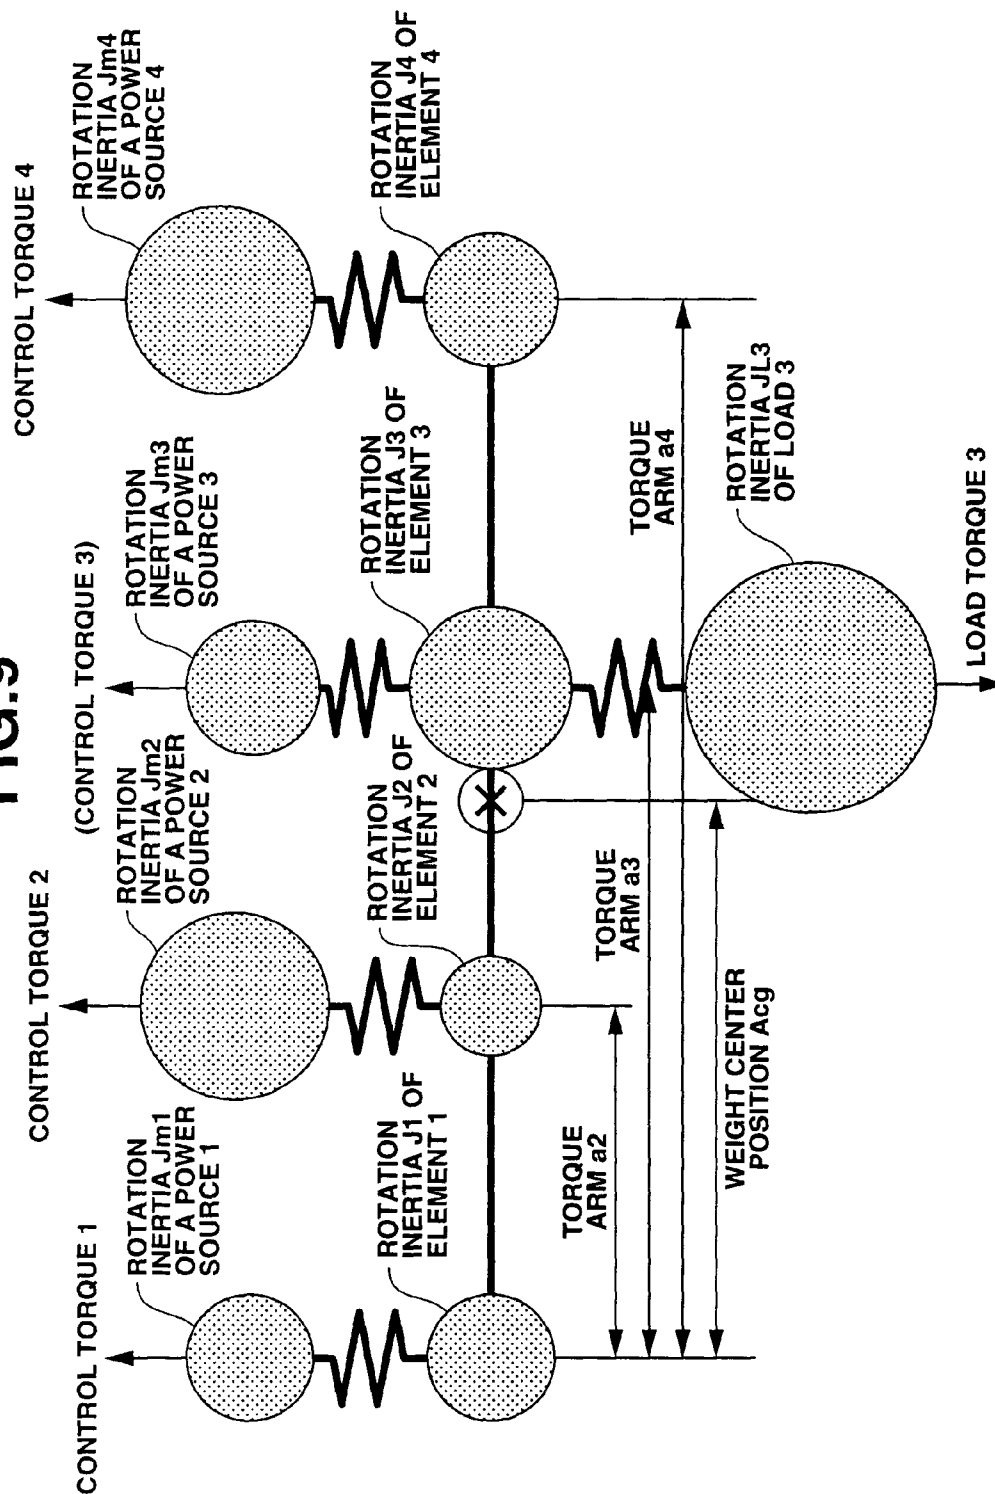 FIG.9
CONTROL TORQUE 1
ROTATION
INERTIA Jm1
OF A POWER
SOURCE 1
ROTATION
INERTIA J1 OF
ELEMENT 1
CONTROL TORQUE 2
ROTATION
INERTIA Jm2
OF A POWER
SOURCE 2
ROTATION
INERTIA J2 OF
ELEMENT 2
(CONTROL TORQUE 3)
ROTATION
INERTIA Jm3
OF A POWER
SOURCE 3
ROTATION
INERTIA J3 OF
ELEMENT 3
CONTROL TORQUE 4
ROTATION
INERTIA Jm4
OF A POWER
SOURCE 4
ROTATION
INERTIA J4 OF
ELEMENT 4
TORQUE
ARM a2
TORQUE
ARM a3
TORQUE
ARM a4
WEIGHT CENTER
POSITION Acg
ROTATION
INERTIA JL3
OF LOAD 3
LOAD TORQUE 3